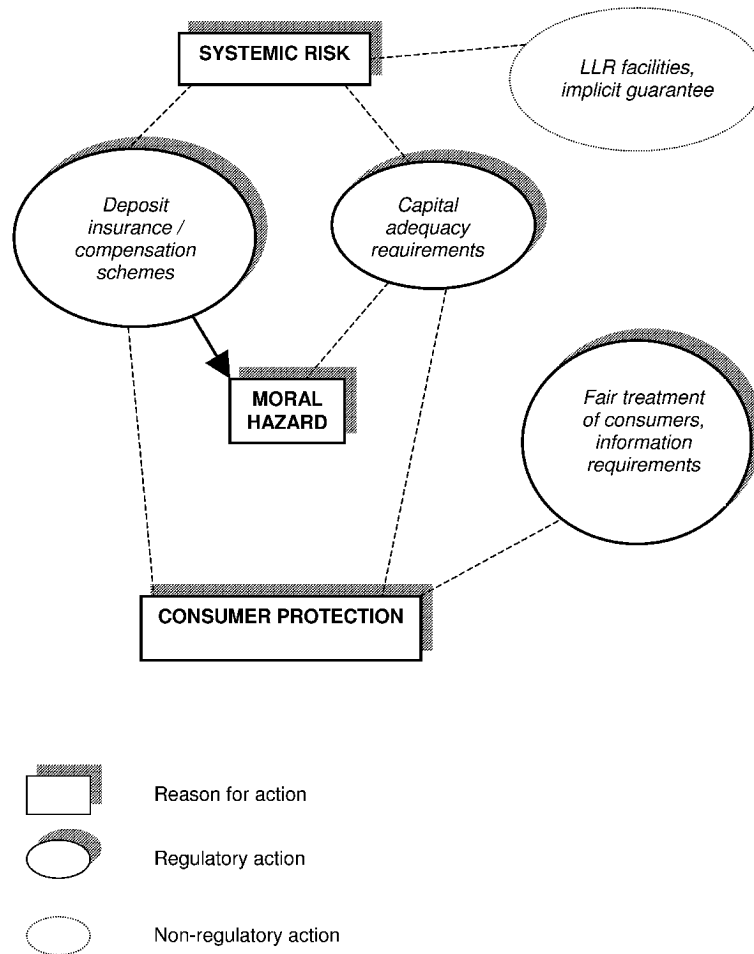 SYSTEMIC RISK
LLR facilities,
implicit guarantee
Deposit
insurance /
compensation
schemes
Capital
adequacy
requirements
MORAL
HAZARD
Fair treatment
of consumers,
information
requirements
CONSUMER PROTECTION
Reason for action
Regulatory action
Non-regulatory action